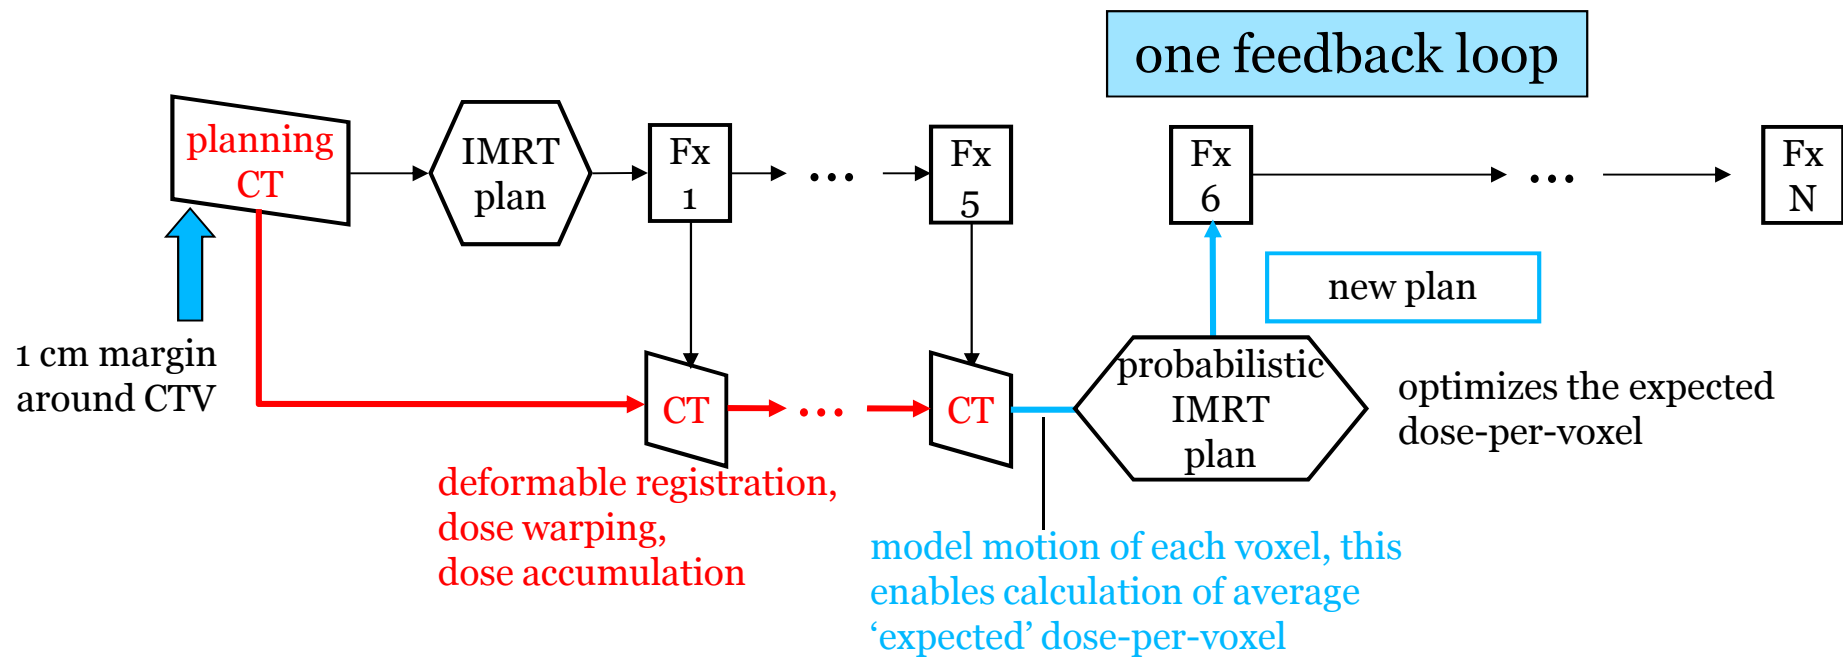 one feedback loop
planning
CT
IMRT
plan
Fx
1
...
Fx
5
Fx
6
...
Fx
N
new plan
1 cm margin
around CTV
CT
...
CT
probabilistic
IMRT
plan
optimizes the expected
dose-per-voxel
deformable registration,
dose warping,
dose accumulation
model motion of each voxel, this
enables calculation of average
‘expected’ dose-per-voxel